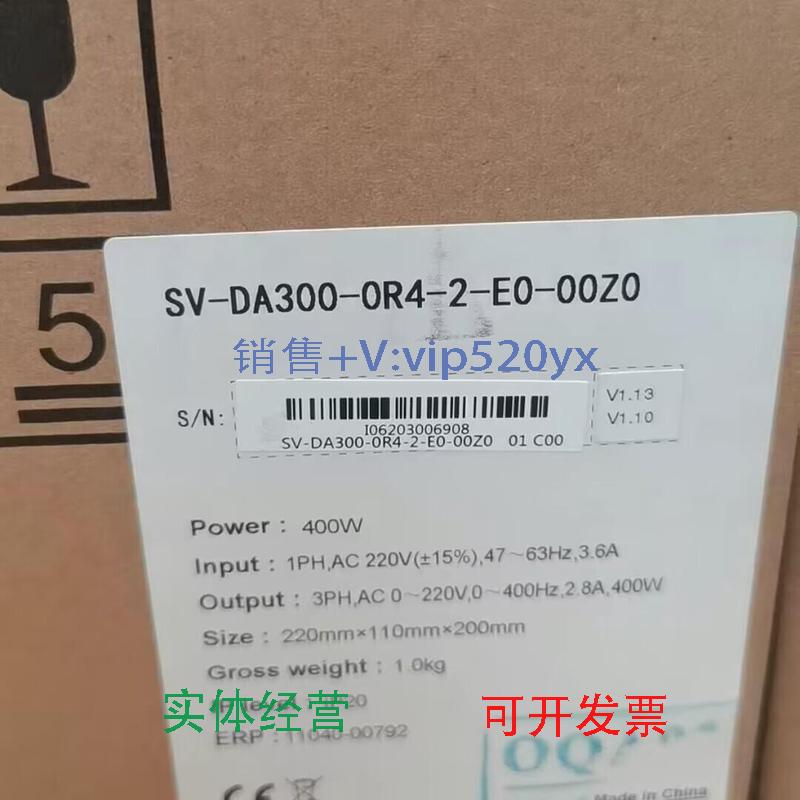 5
SV-DA300-0R4-2-E0-00Z0
销售+V:vip520yx
S/N:
I06203006908
SV-DA300-0R4-2-E0-00Z0 01 C00
V1.13
V1.10
Power : 400W
Input : 1PH,AC 220V(±15%),47~63Hz,3.6A
Output : 3PH,AC 0~220V,0~400Hz,2.8A,400W
Size : 220mm×110mm×200mm
Gross weight : 1.0kg
实体经营
可开发票
ERP : 11040-00792
CE
Made in China